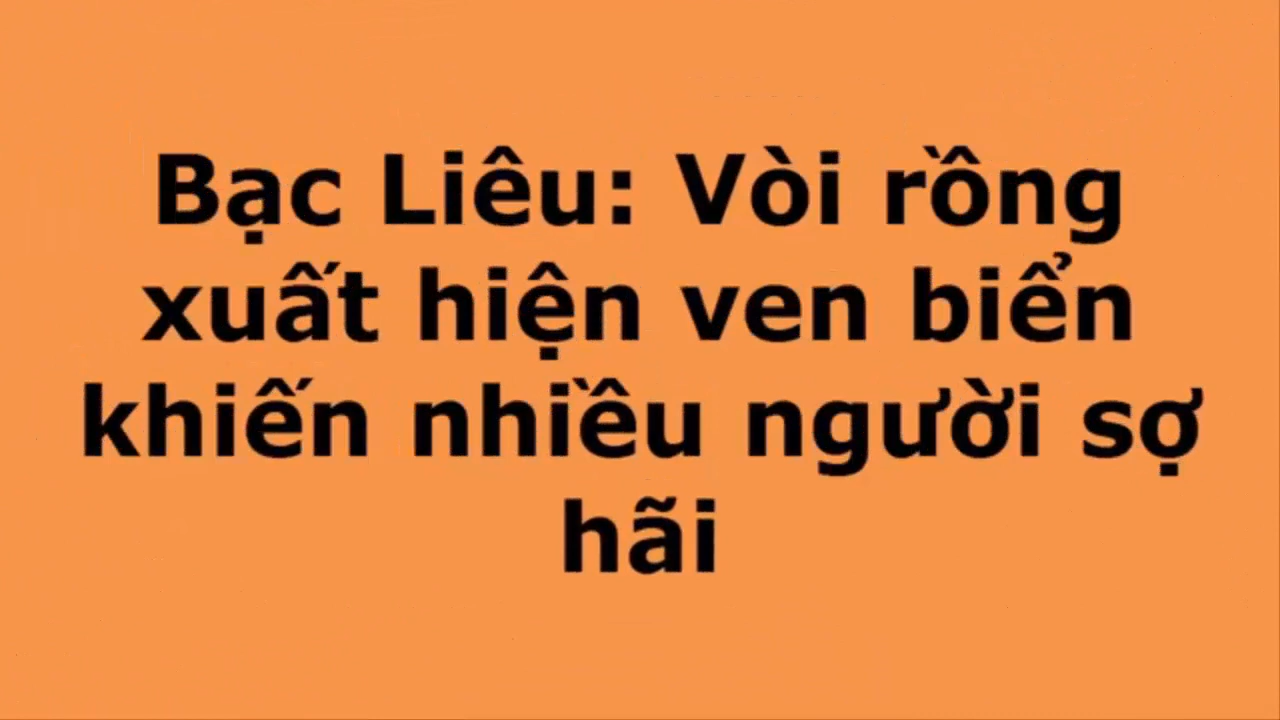 Bạc Liêu: Vòi rồng
xuất hiện ven biển
khiến nhiều người sợ
hãi